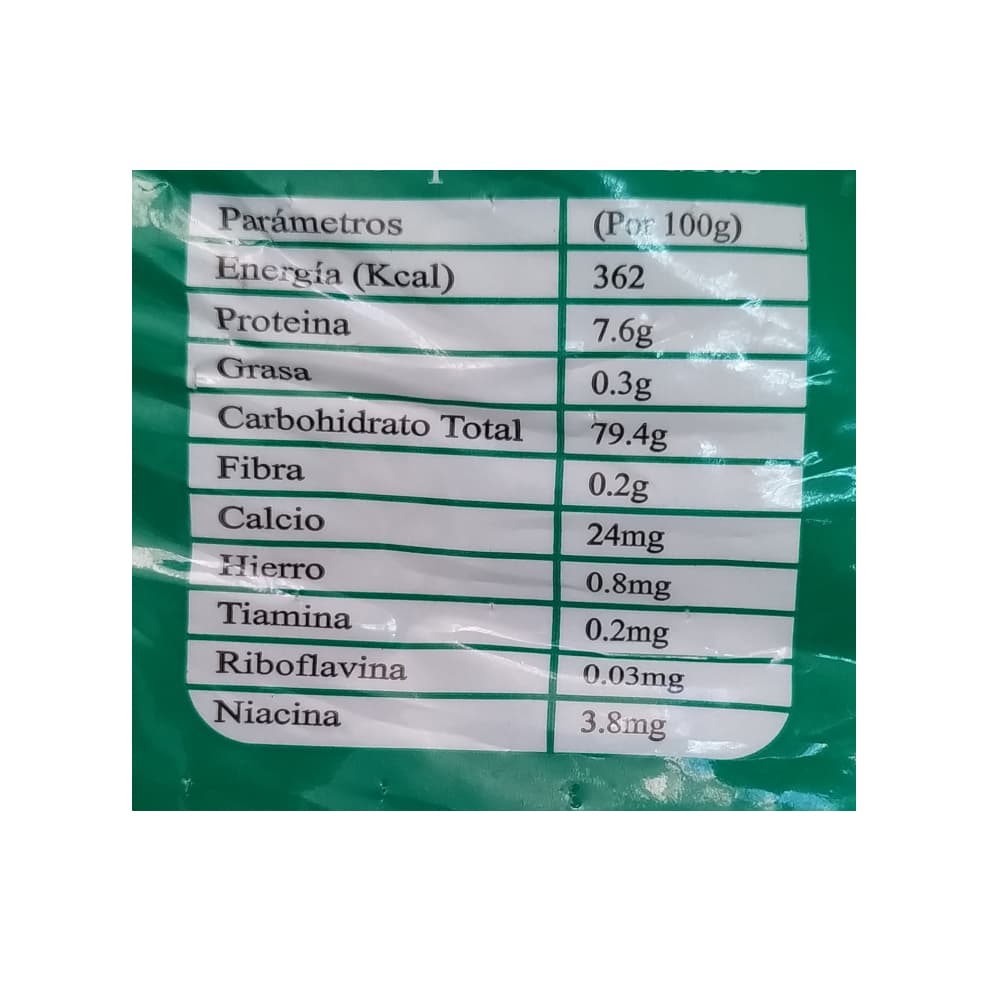 Parámetros (Por 100g)
Energía (Kcal) 362
Proteina 7.6g
Grasa 0.3g
Carbohidrato Total 79.4g
Fibra 0.2g
Calcio 24mg
Hierro 0.8mg
Tiamina 0.2mg
Riboflavina 0.03mg
Niacina 3.8mg